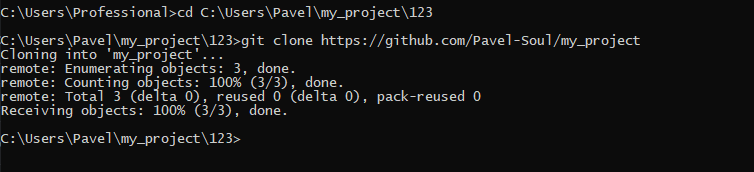 C:\Users\Professional>cd C:\Users\Pavel\my_project\123
C:\Users\Pavel\my_project\123>git clone https://github.com/Pavel-Soul/my_project
Cloning into 'my_project'...
remote: Enumerating objects: 3, done.
remote: Counting objects: 100% (3/3), done.
remote: Total 3 (delta 0), reused 0 (delta 0), pack-reused 0
Receiving objects: 100% (3/3), done.
C:\Users\Pavel\my_project\123>